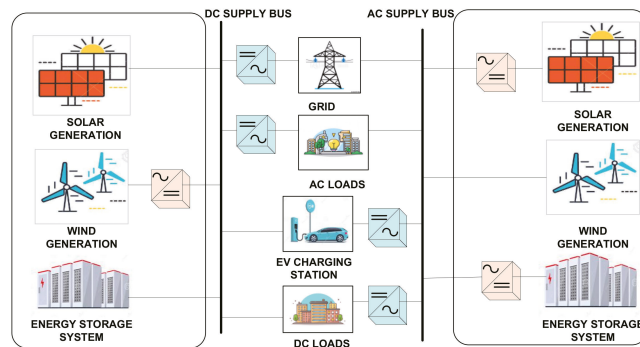 DC SUPPLY BUS
AC SUPPLY BUS
SOLAR
GENERATION
WIND
GENERATION
ENERGY STORAGE
SYSTEM
GRID
AC LOADS
EV CHARGING
STATION
DC LOADS
SOLAR
GENERATION
WIND
GENERATION
ENERGY STORAGE
SYSTEM